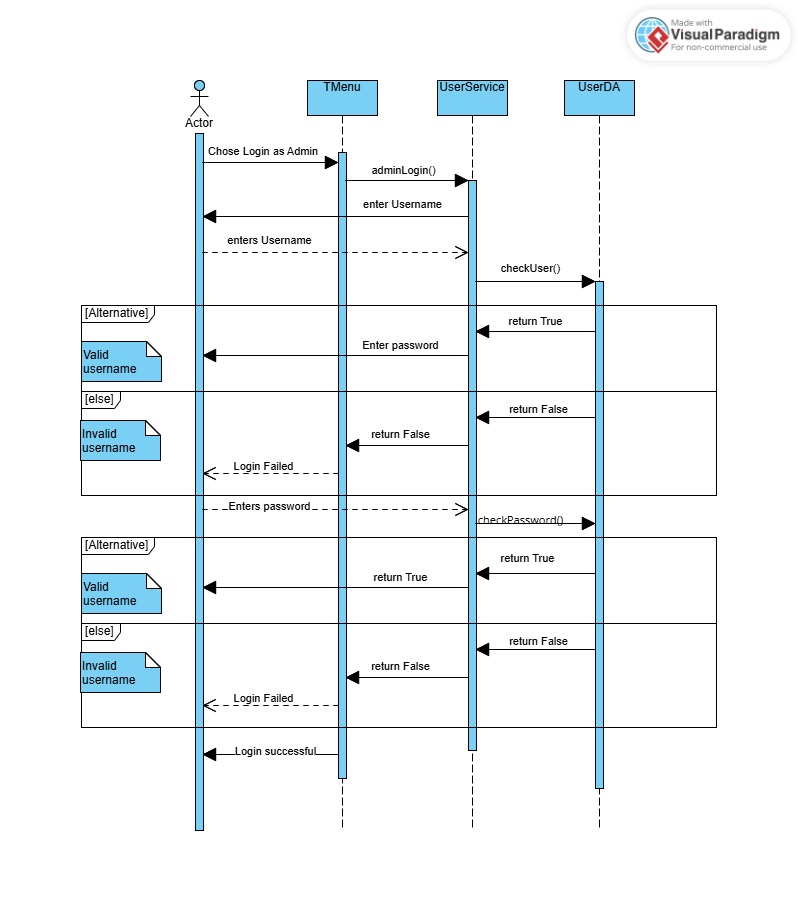 Made with
VisualParadigm
For non-commercial use
TMenu
UserService
UserDA
Actor
Chose Login as Admin
adminLogin()
enter Username
enters Username
checkUser()
[Alternative]
return True
Enter password
Valid
username
[else]
return False
Invalid
username
return False
Login Failed
Enters password
checkPassword()
[Alternative]
return True
return True
Valid
username
[else]
return False
Invalid
username
return False
Login Failed
Login successful